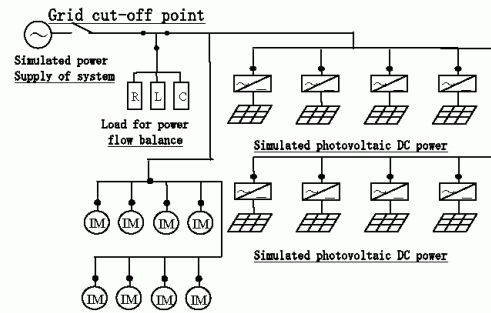 Grid cut-off point
Simulated power
Supply of system
R L C
Load for power
flow balance
Simulated photovoltaic DC power
IM IM IM IM
Simulated photovoltaic DC power
IM IM IM IM